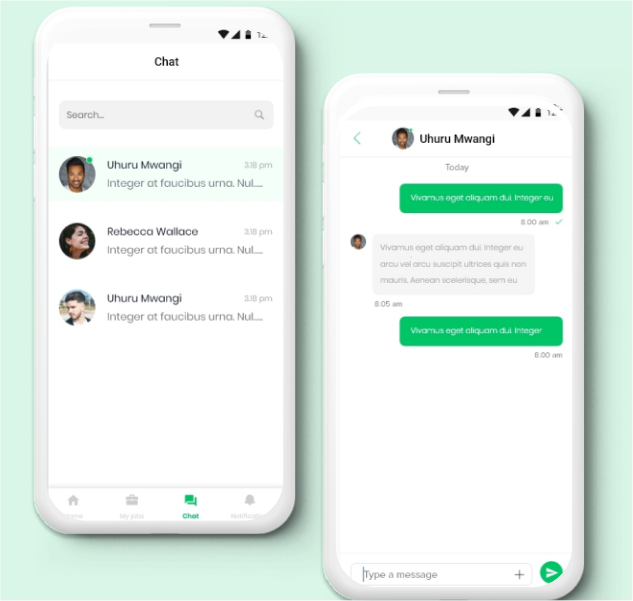 Chat
Search...
Uhuru Mwangi 3.18 pm
Integer at faucibus urna. Nul.....
Rebecca Wallace 3.18 pm
Integer at faucibus urna. Nul.....
Uhuru Mwangi 3.18 pm
Integer at faucibus urna. Nul.....
My jobs Chat
Uhuru Mwangi
Today
Vivamus eget aliquam dui. Integer eu
8.00 am
Vivamus eget aliquam dui. Integer eu
arcu vel arcu suscipit ultrices quis non
mauris. Aenean scelerisque, sem eu
8.05 am
Vivamus eget aliquam dui. Integer
8.00 am
Type a message